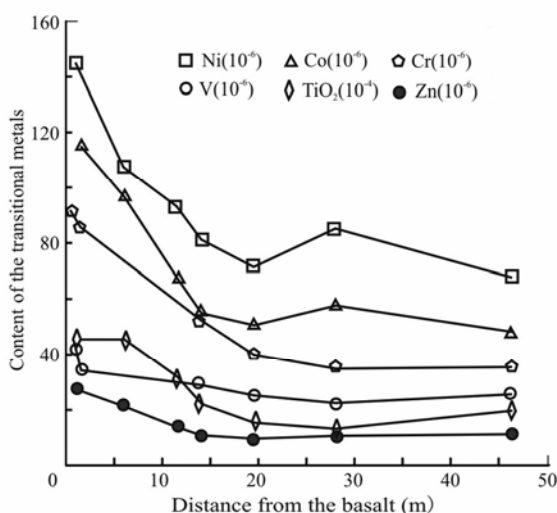 160
120
80
40
0
Content of the transitional metals
Ni(10⁻⁶) Co(10⁻⁶) Cr(10⁻⁶)
V(10⁻⁶) TiO₂(10⁻⁴) Zn(10⁻⁶)
0 10 20 30 40 50
Distance from the basalt (m)